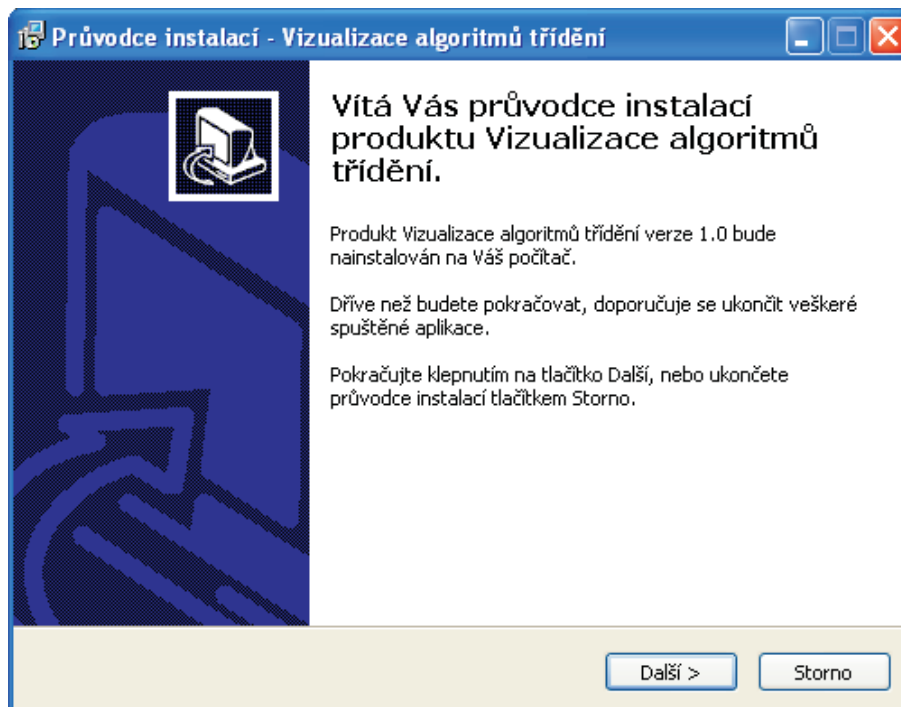 Průvodce instalací - Vizualizace algoritmů třídění
Vítá Vás průvodce instalací
produktu Vizualizace algoritmů
třídění.
Produkt Vizualizace algoritmů třídění verze 1.0 bude
nainstalován na Váš počítač.
Dříve než budete pokračovat, doporučuje se ukončit veškeré
spuštěné aplikace.
Pokračujte klepnutím na tlačítko Další, nebo ukončete
průvodce instalací tlačítkem Storno.
Další >
Storno